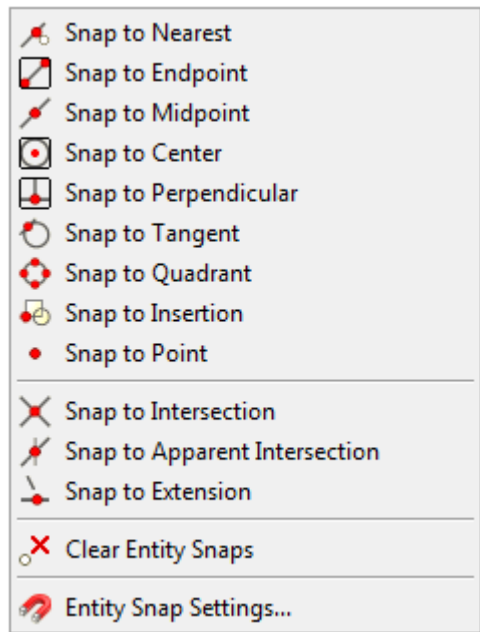 Snap to Nearest
Snap to Endpoint
Snap to Midpoint
Snap to Center
Snap to Perpendicular
Snap to Tangent
Snap to Quadrant
Snap to Insertion
Snap to Point
Snap to Intersection
Snap to Apparent Intersection
Snap to Extension
Clear Entity Snaps
Entity Snap Settings...